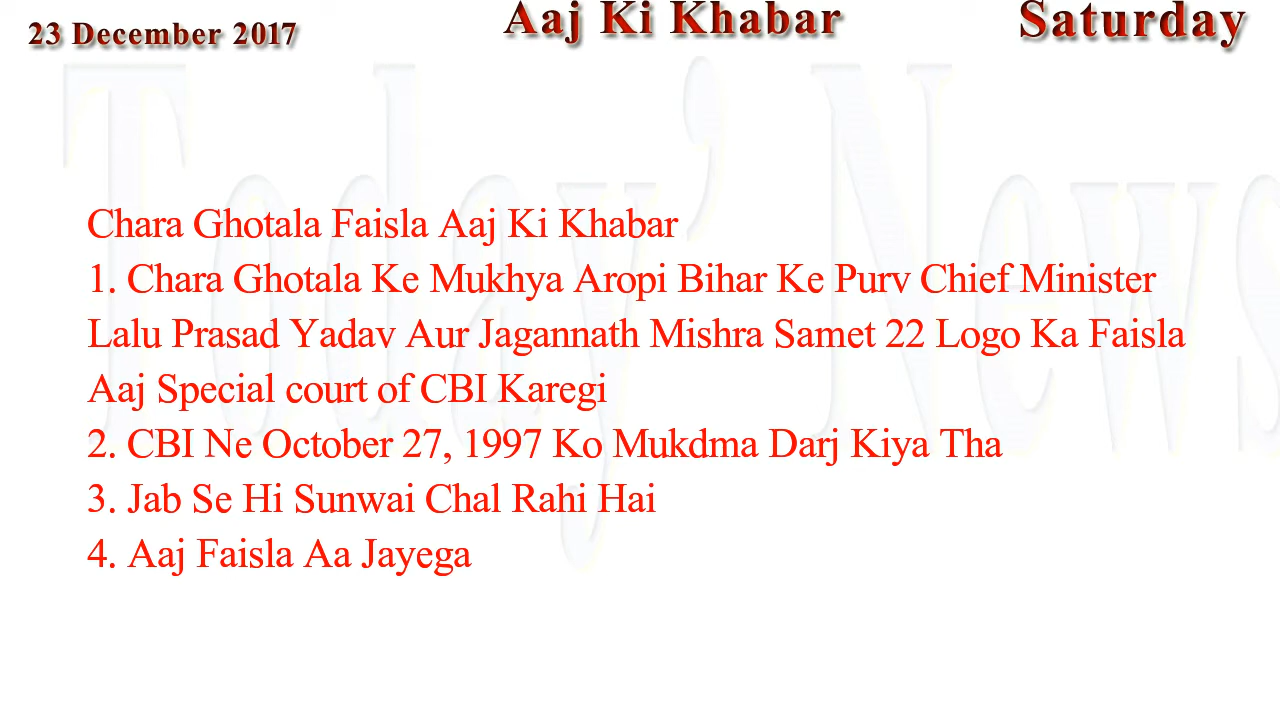 23 December 2017
Aaj Ki Khabar
Saturday
Today' News
Chara Ghotala Faisla Aaj Ki Khabar
1. Chara Ghotala Ke Mukhya Aropi Bihar Ke Purv Chief Minister
Lalu Prasad Yadav Aur Jagannath Mishra Samet 22 Logo Ka Faisla
Aaj Special court of CBI Karegi
2. CBI Ne October 27, 1997 Ko Mukdma Darj Kiya Tha
3. Jab Se Hi Sunwai Chal Rahi Hai
4. Aaj Faisla Aa Jayega